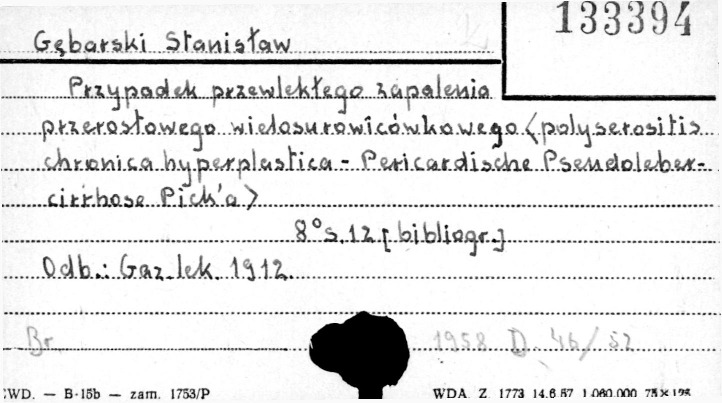 133394
Gębarski Stanisław
Przypadek przewlekłego zapalenia
przerostowego wielosurowicówkowego <polyserositis
chronica hyperplastica - Pericardische Pseudoleber-
cirrhose Pick'a>
8° s. 12 [bibliogr.]
Odb.: Gaz. lek. 1912.
Br. 1958 D. 46/52
CWD. — B-15b — zam. 1753/P WDA. Z. 1773 14.6.57 1.060.000 75×125